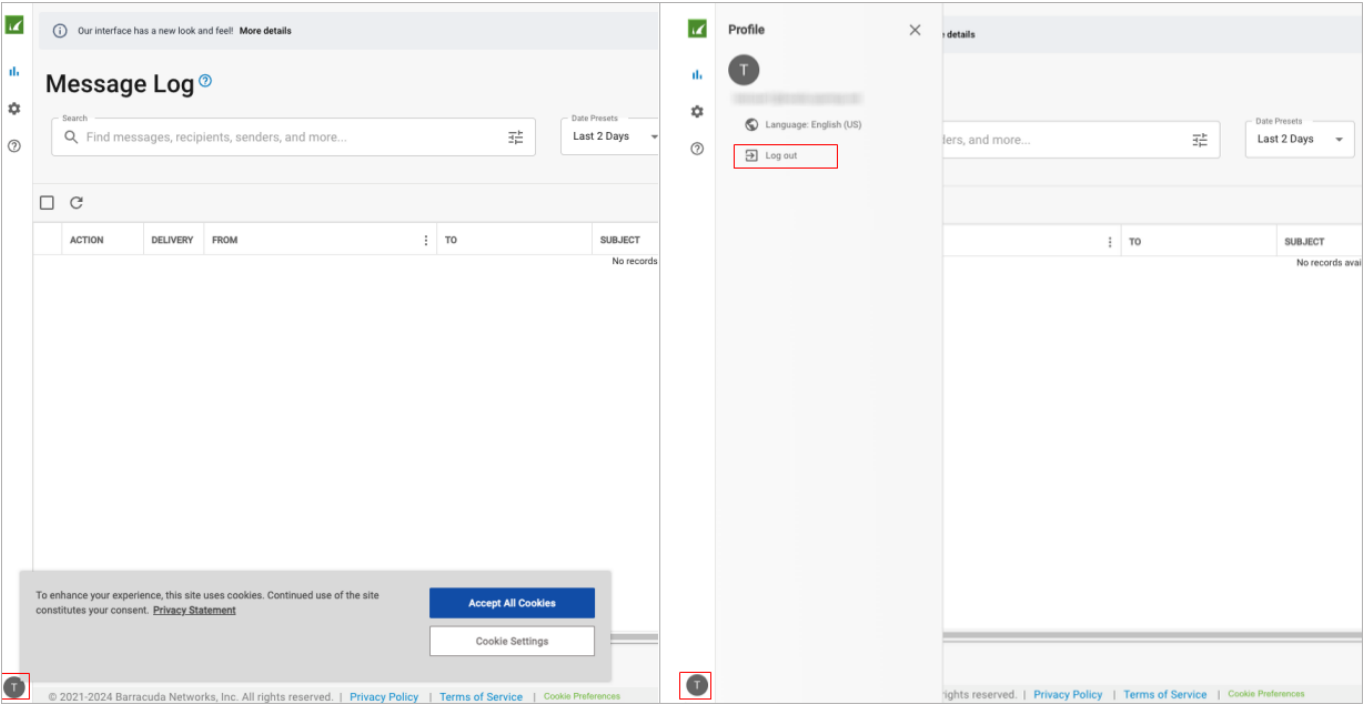 Our interface has a new look and feel! More details
Message Log
Search
Find messages, recipients, senders, and more...
Date Presets
Last 2 Days
ACTION DELIVERY FROM TO SUBJECT
No records
To enhance your experience, this site uses cookies. Continued use of the site
constitutes your consent. Privacy Statement
Accept All Cookies
Cookie Settings
T
© 2021-2024 Barracuda Networks, Inc. All rights reserved. | Privacy Policy | Terms of Service | Cookie Preferences
Profile
details
T
Language: English (US)
Log out
and more...
Date Presets
Last 2 Days
TO SUBJECT
No records avai
T
rights reserved. | Privacy Policy | Terms of Service | Cookie Preferences